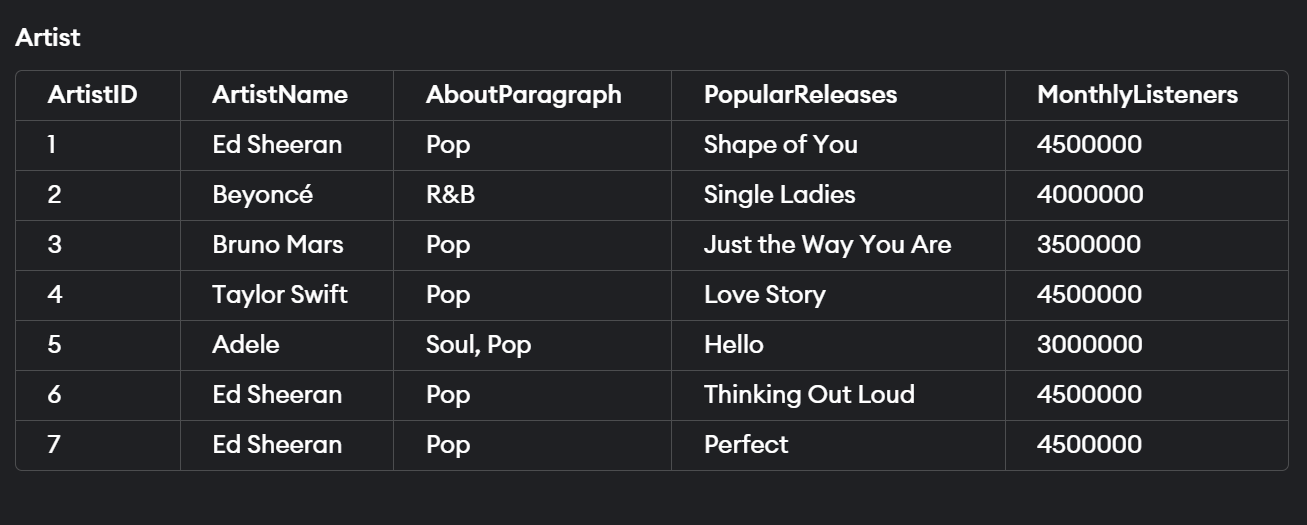 Artist
ArtistID ArtistName AboutParagraph PopularReleases MonthlyListeners
1 Ed Sheeran Pop Shape of You 4500000
2 Beyoncé R&B Single Ladies 4000000
3 Bruno Mars Pop Just the Way You Are 3500000
4 Taylor Swift Pop Love Story 4500000
5 Adele Soul, Pop Hello 3000000
6 Ed Sheeran Pop Thinking Out Loud 4500000
7 Ed Sheeran Pop Perfect 4500000